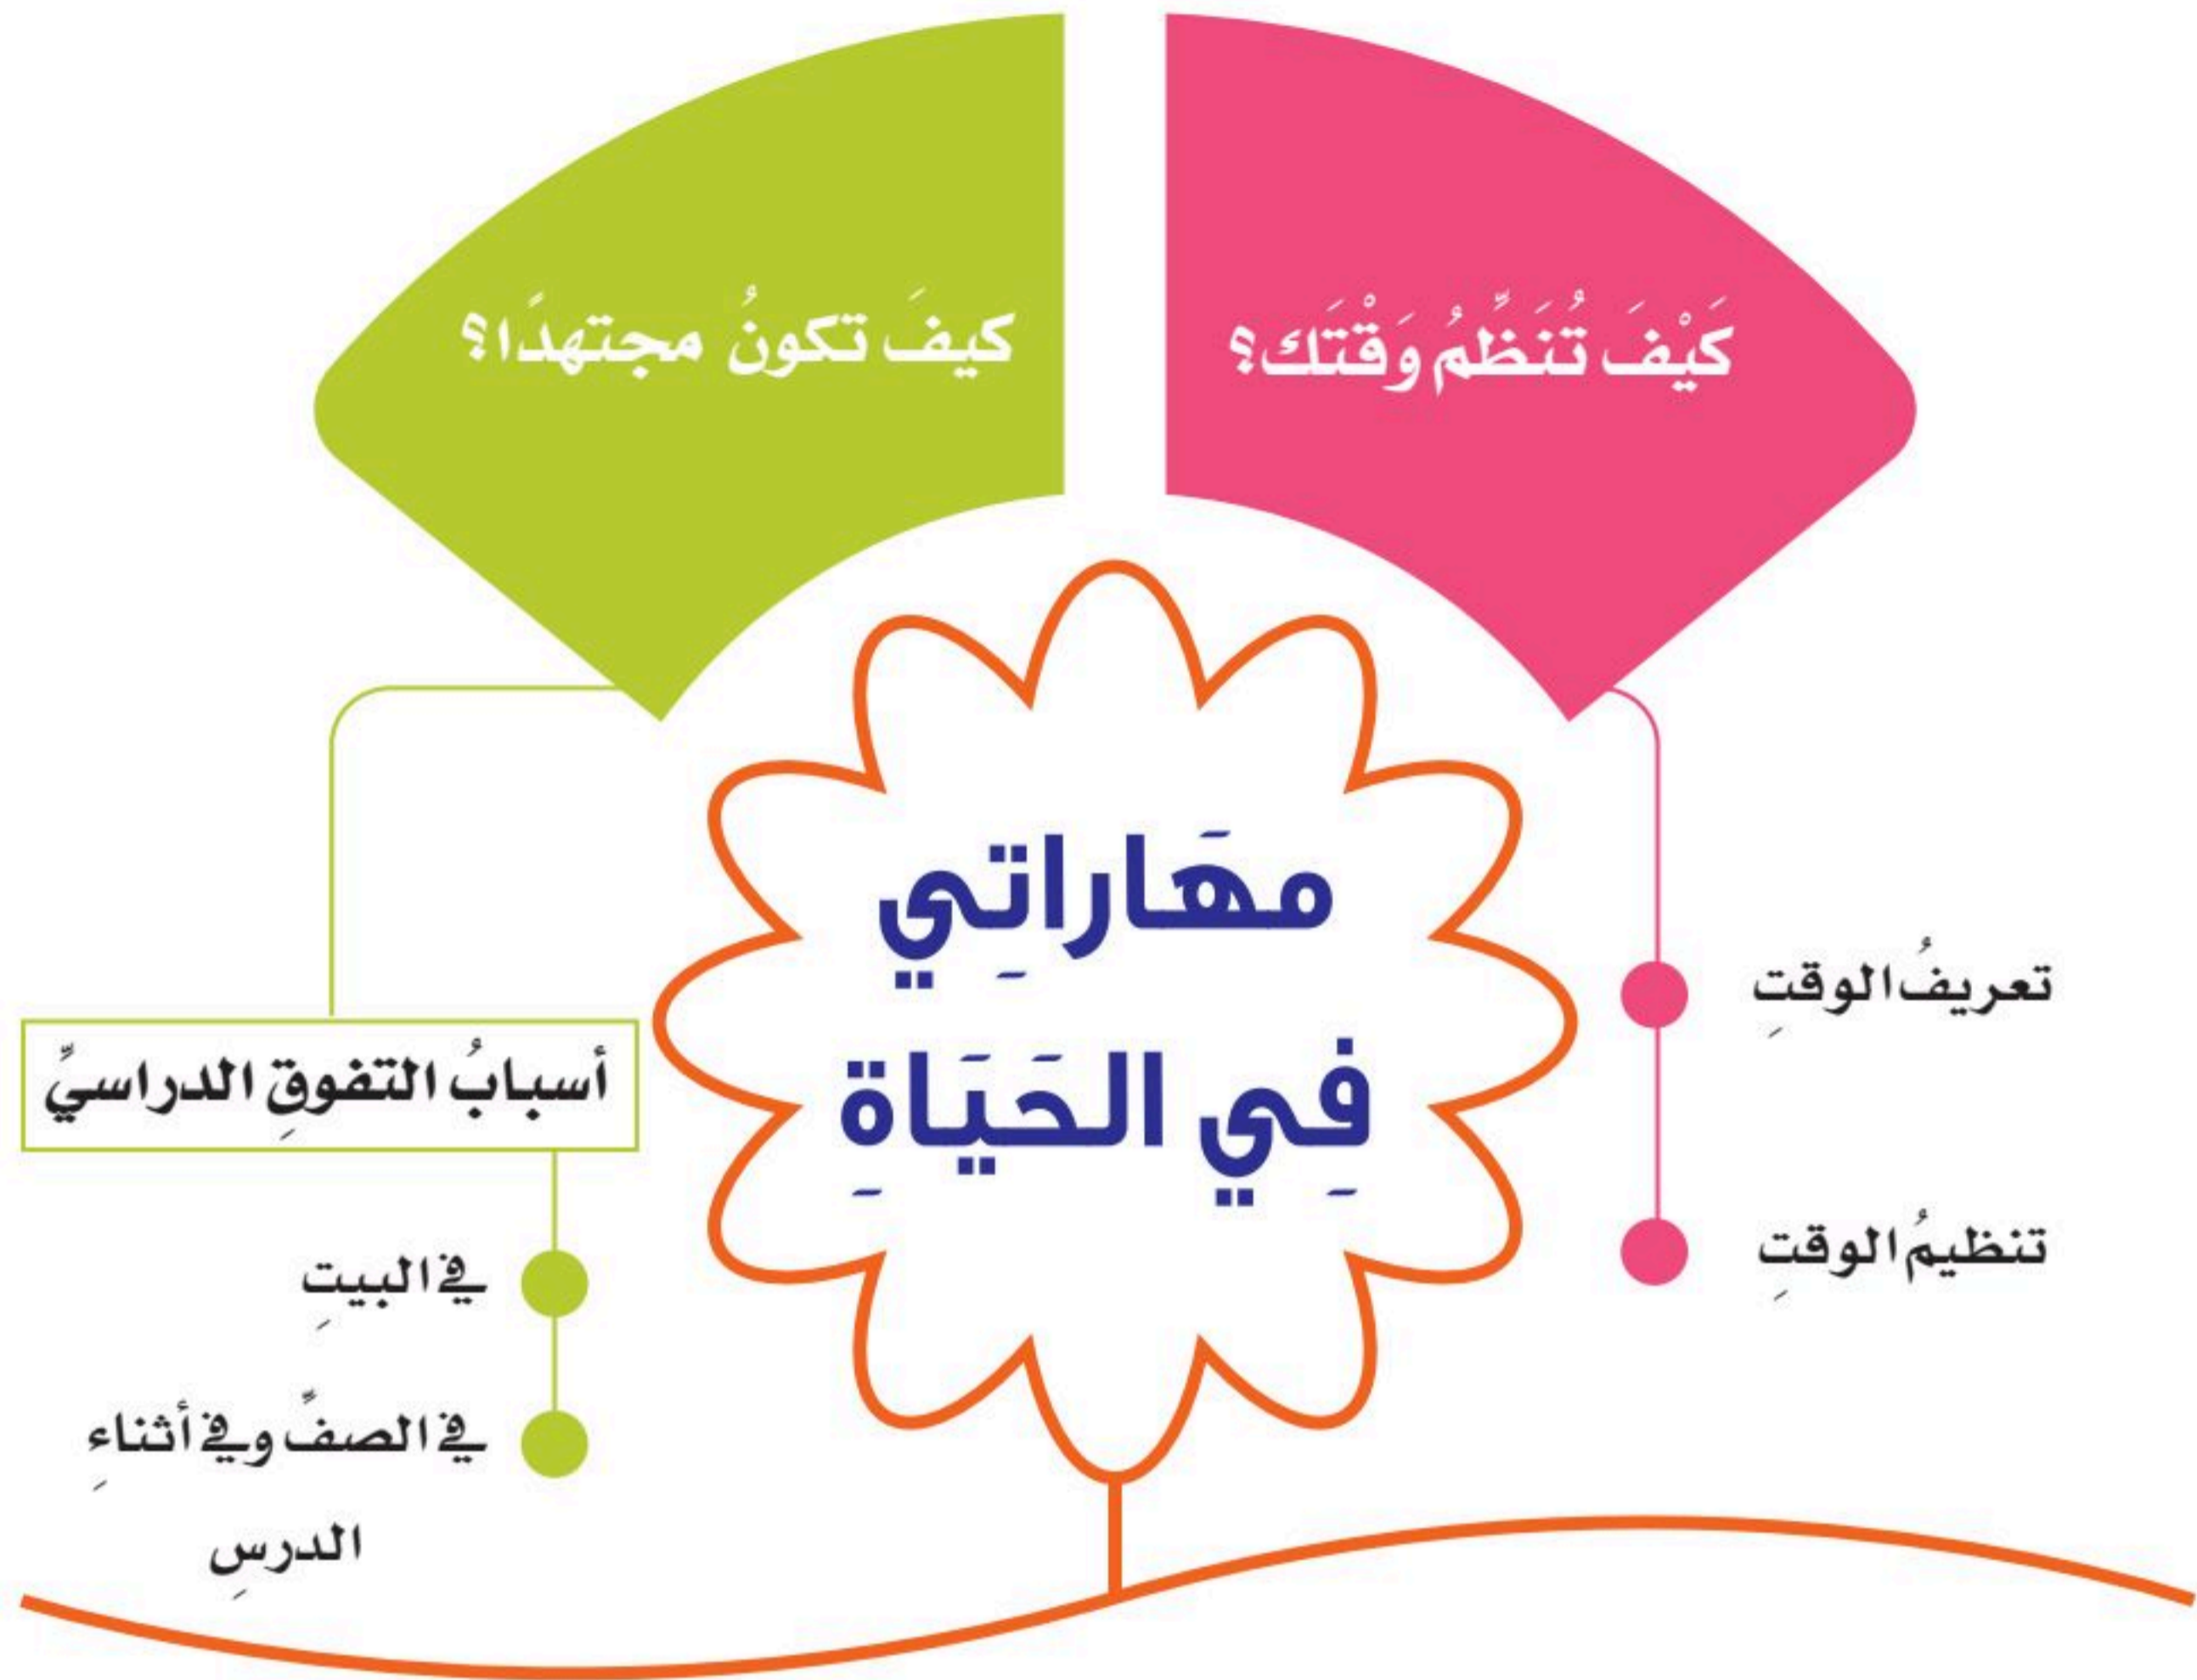 كَيْفَ تُنَظِّمُ وَقْتَك؟
كيفَ تكونُ مجتهدًا؟
مهَاراتِي
فِي الحَيَاةِ
تعريفُ الوقتِ
تنظيمُ الوقتِ
أسبابُ التفوقِ الدراسيِّ
في البيتِ
في الصفِّ وفي أثناءِ
الدرسِ